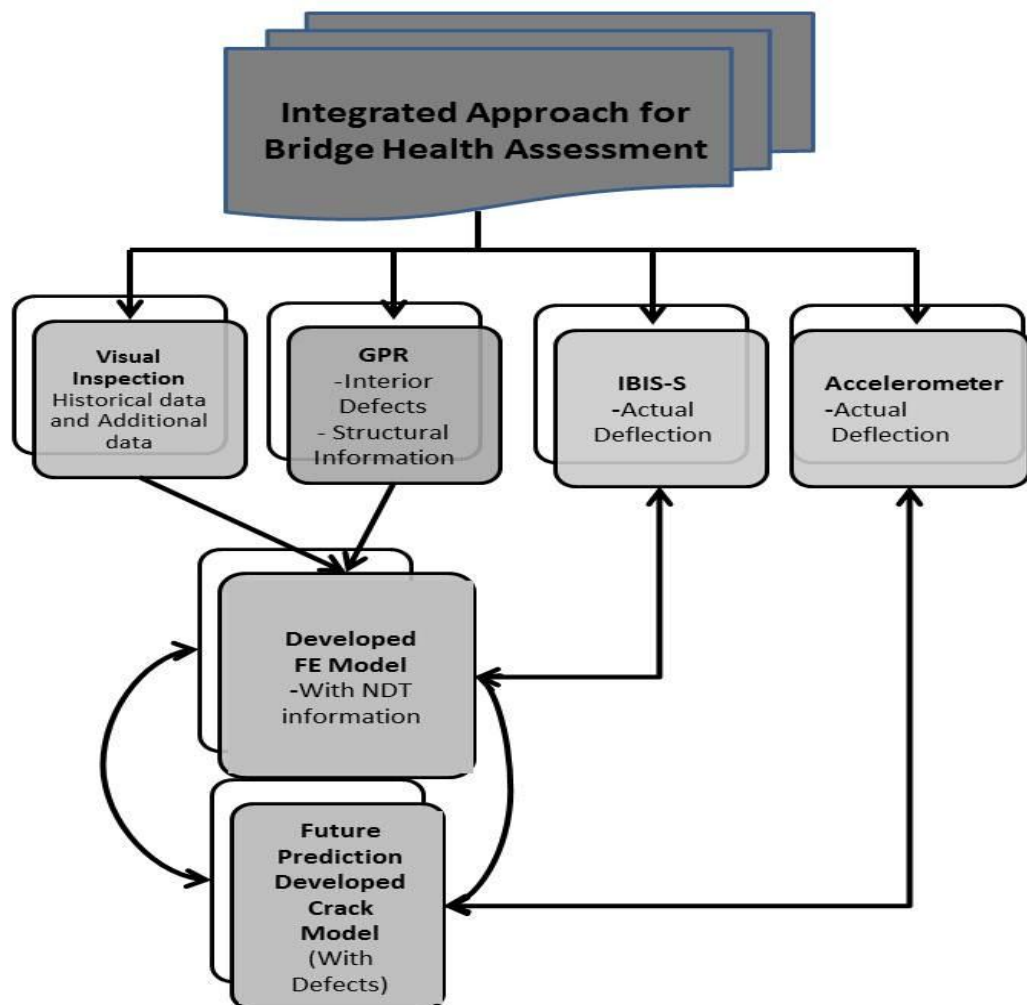 Integrated Approach for
Bridge Health Assessment
Visual
Inspection
Historical data
and Additional
data
GPR
-Interior
Defects
- Structural
Information
IBIS-S
-Actual
Deflection
Accelerometer
-Actual
Deflection
Developed
FE Model
-With NDT
information
Future
Prediction
Developed
Crack
Model
(With
Defects)